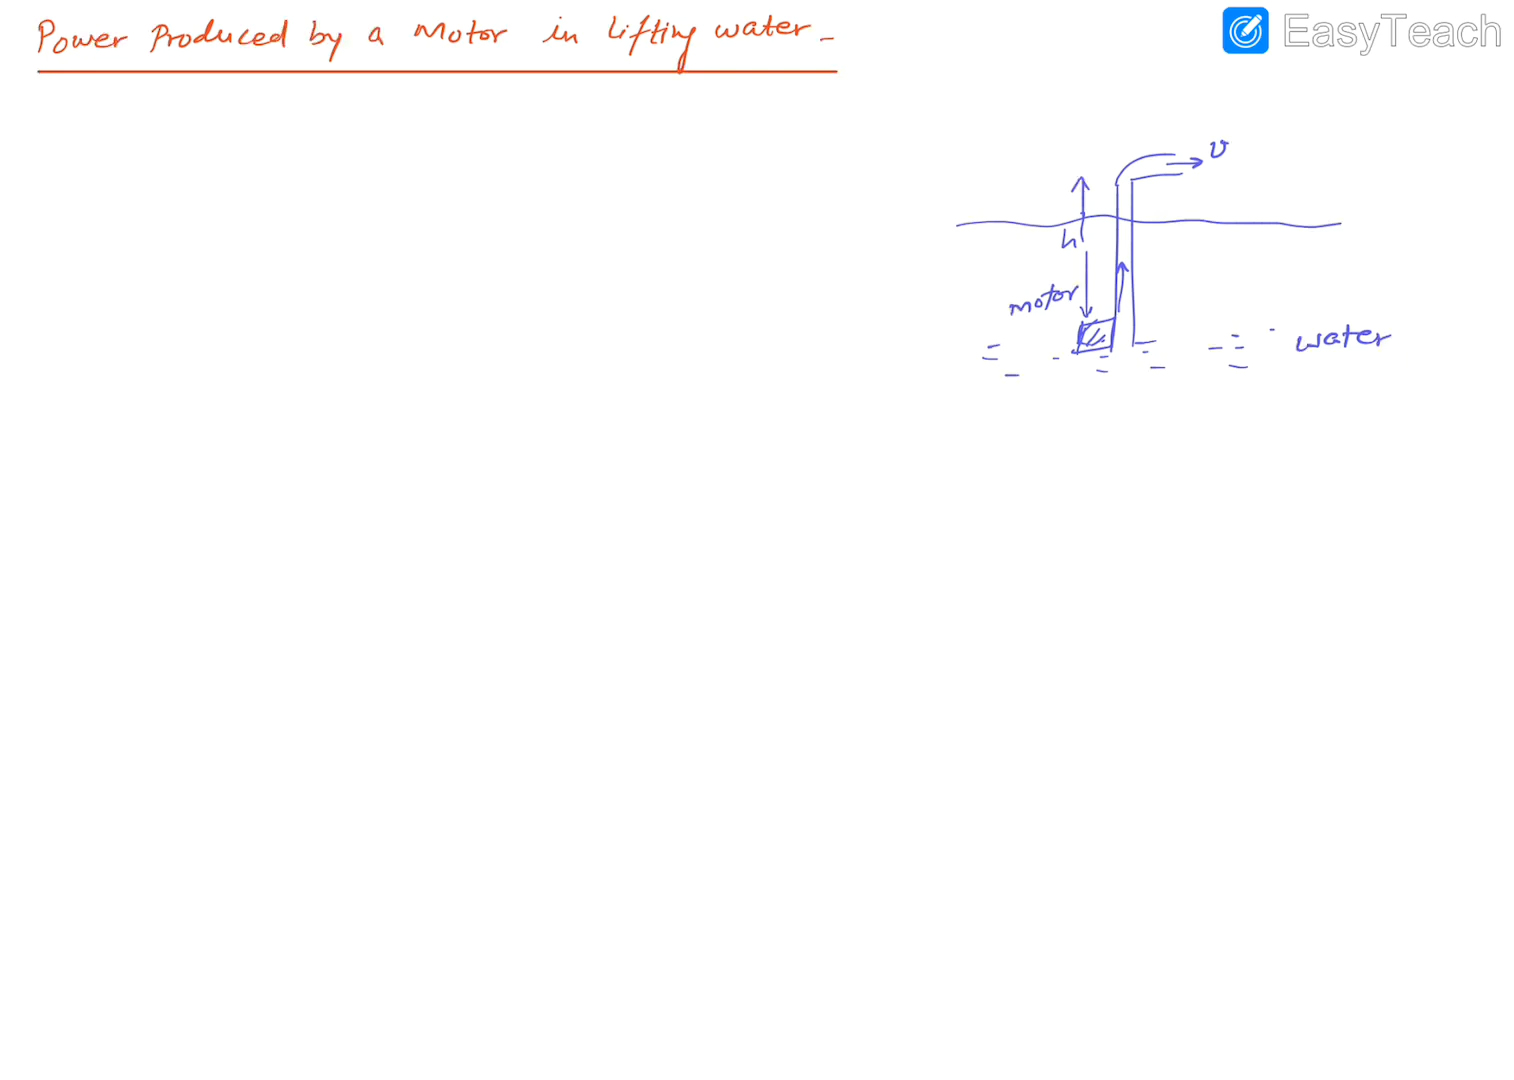 Power Produced by a Motor in Lifting water -
EasyTeach
v
h
motor
water